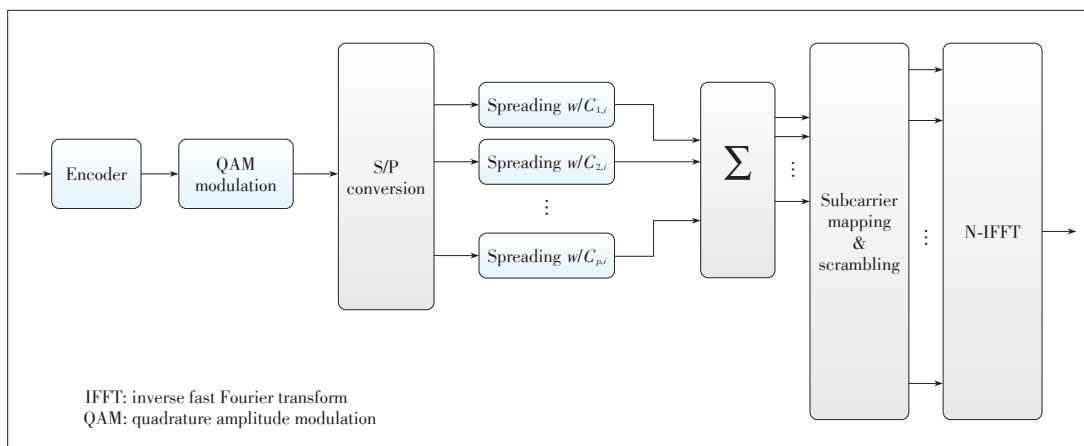 Encoder
QAM
modulation
S/P
conversion
Spreading w/C1,i
Spreading w/C2,i
⋮
Spreading w/Cp,i
Σ
⋮
Subcarrier
mapping
&
scrambling
⋮
N-IFFT
IFFT: inverse fast Fourier transform
QAM: quadrature amplitude modulation